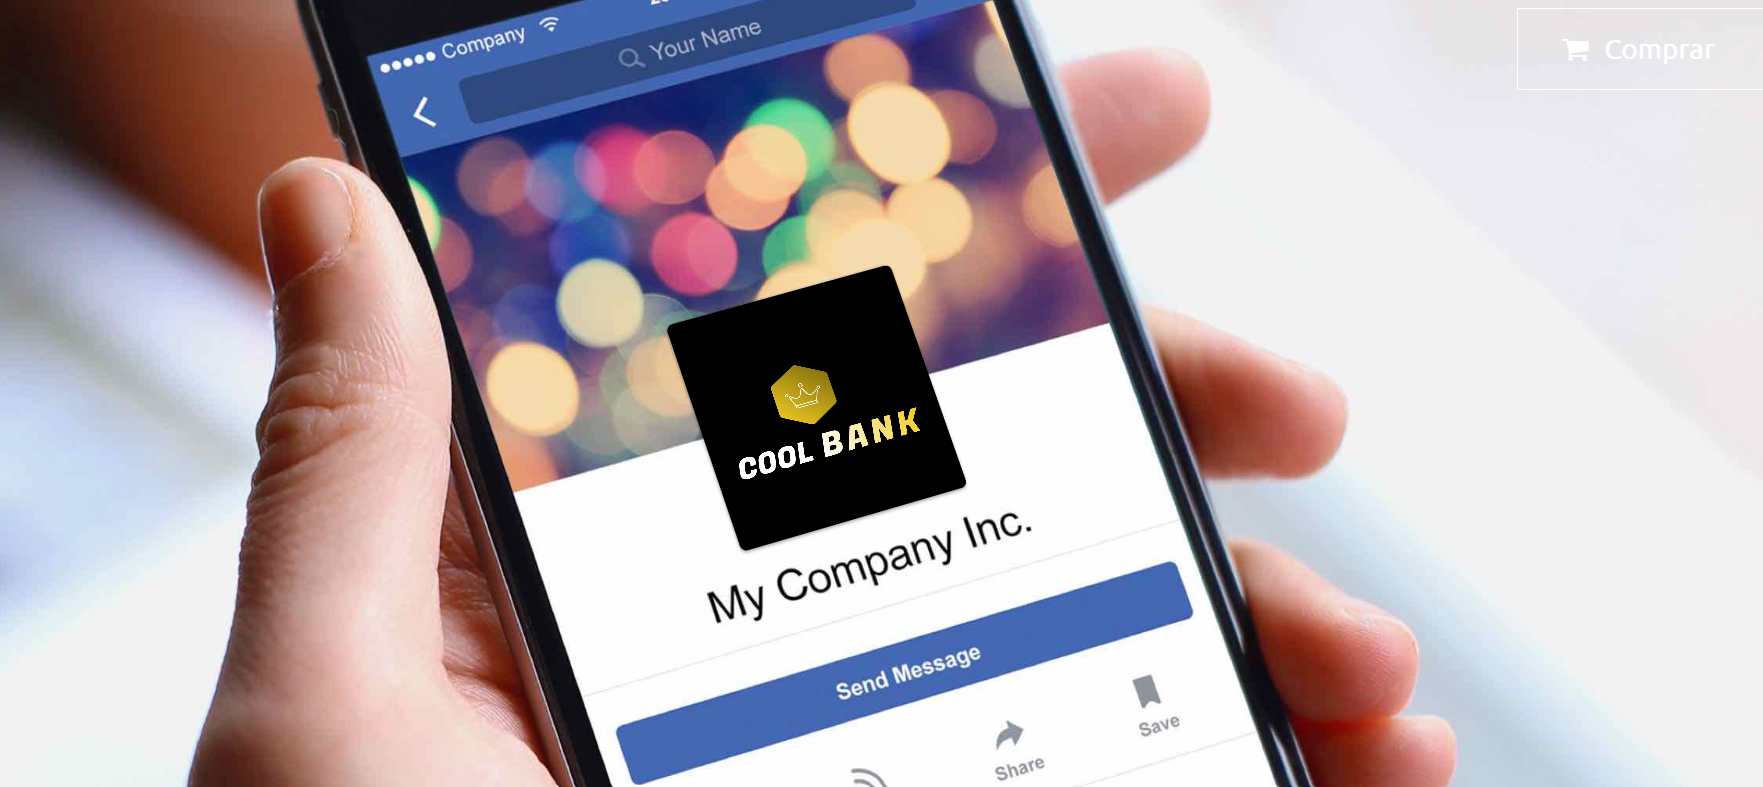 Company
Your Name
Comprar
COOL BANK
My Company Inc.
Send Message
Share
Save